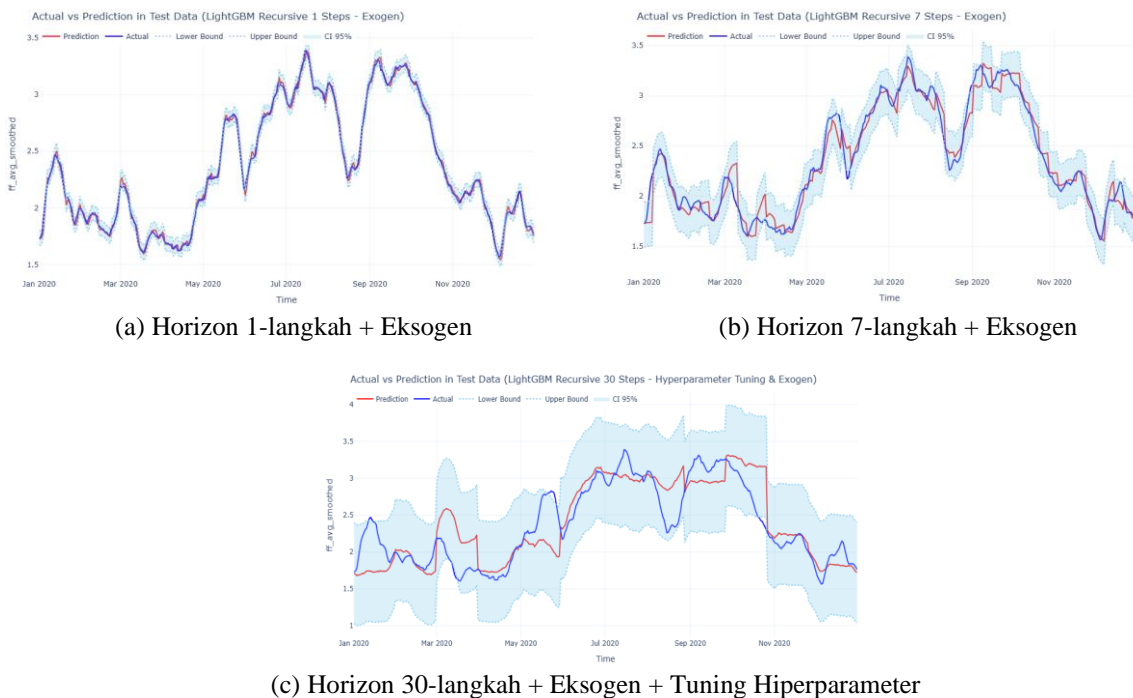 Actual vs Prediction in Test Data (LightGBM Recursive 1 Steps - Exogen)
Prediction Actual Lower Bound Upper Bound CI 95%
3.5
3
2.5
2
1.5
ff_avg_smoothed
Jan 2020 Mar 2020 May 2020 Jul 2020 Sep 2020 Nov 2020
Time
(a) Horizon 1-langkah + Eksogen
Actual vs Prediction in Test Data (LightGBM Recursive 7 Steps - Exogen)
Prediction Actual Lower Bound Upper Bound CI 95%
3.5
3
2.5
2
1.5
ff_avg_smoothed
Jan 2020 Mar 2020 May 2020 Jul 2020 Sep 2020 Nov 2020
Time
(b) Horizon 7-langkah + Eksogen
Actual vs Prediction in Test Data (LightGBM Recursive 30 Steps - Hyperparameter Tuning & Exogen)
Prediction Actual Lower Bound Upper Bound CI 95%
4
3.5
3
2.5
2
1.5
1
ff_avg_smoothed
Jan 2020 Mar 2020 May 2020 Jul 2020 Sep 2020 Nov 2020
Time
(c) Horizon 30-langkah + Eksogen + Tuning Hiperparameter